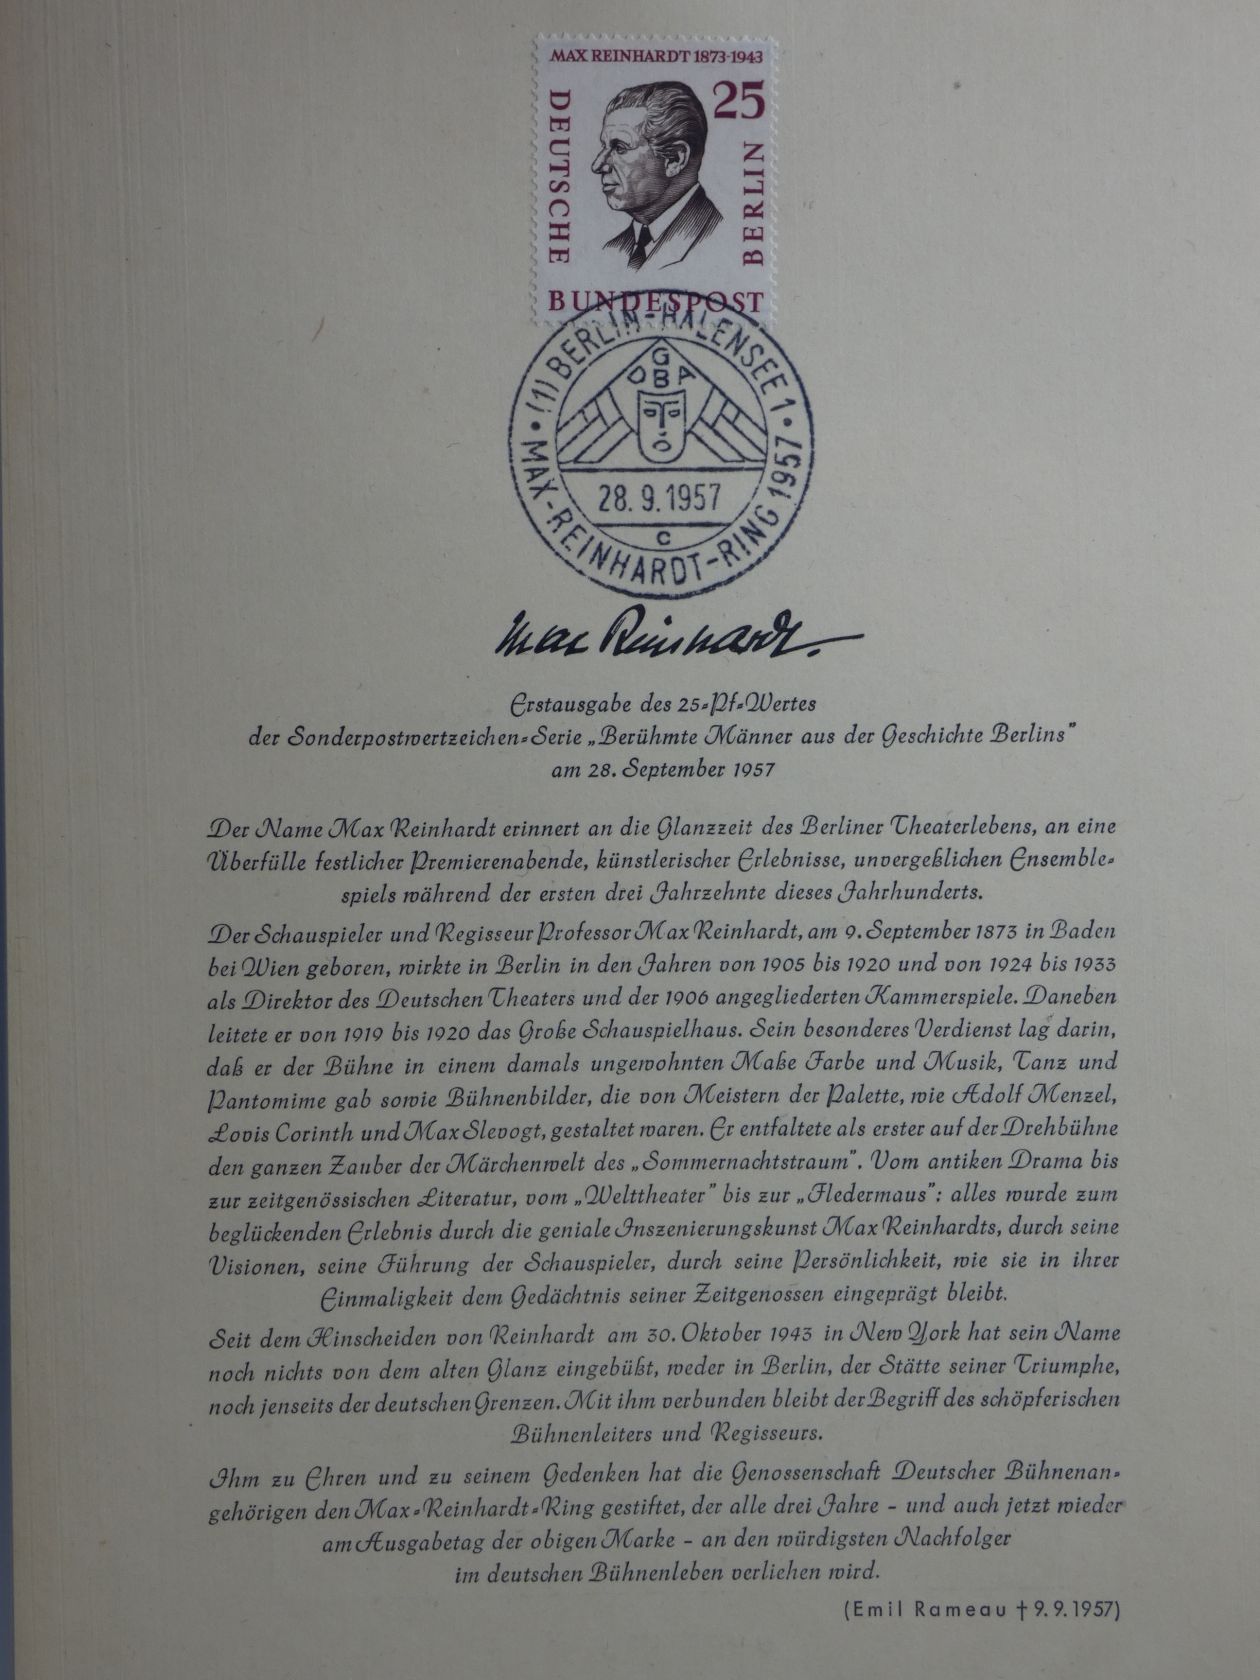 MAX REINHARDT 1873-1943
25
DEUTSCHE
BERLIN
BUNDESPOST
(1) BERLIN-HALENSEE 1
G
DBA
28.9.1957
c
MAX-REINHARDT-RING 1957
Max Reinhardt.
Erstausgabe des 25-Pf-Wertes
der Sonderpostwertzeichen-Serie „Berühmte Männer aus der Geschichte Berlins"
am 28. September 1957
Der Name Max Reinhardt erinnert an die Glanzzeit des Berliner Theaterlebens, an eine
Überfülle festlicher Premierenabende, künstlerischer Erlebnisse, unvergeßlichen Ensemble-
spiels während der ersten drei Jahrzehnte dieses Jahrhunderts.
Der Schauspieler und Regisseur Professor Max Reinhardt, am 9. September 1873 in Baden
bei Wien geboren, wirkte in Berlin in den Jahren von 1905 bis 1920 und von 1924 bis 1933
als Direktor des Deutschen Theaters und der 1906 angegliederten Kammerspiele. Daneben
leitete er von 1919 bis 1920 das Große Schauspielhaus. Sein besonderes Verdienst lag darin,
daß er der Bühne in einem damals ungewohnten Maße Farbe und Musik, Tanz und
Pantomime gab sowie Bühnenbilder, die von Meistern der Palette, wie Adolf Menzel,
Lovis Corinth und Max Slevogt, gestaltet waren. Er entfaltete als erster auf der Drehbühne
den ganzen Zauber der Märchenwelt des „Sommernachtstraum". Vom antiken Drama bis
zur zeitgenössischen Literatur, vom „Welttheater" bis zur „Fledermaus": alles wurde zum
beglückenden Erlebnis durch die geniale Inszenierungskunst Max Reinhardts, durch seine
Visionen, seine Führung der Schauspieler, durch seine Persönlichkeit, wie sie in ihrer
Einmaligkeit dem Gedächtnis seiner Zeitgenossen eingeprägt bleibt.
Seit dem Hinscheiden von Reinhardt am 30. Oktober 1943 in New York hat sein Name
noch nichts von dem alten Glanz eingebüßt, weder in Berlin, der Stätte seiner Triumphe,
noch jenseits der deutschen Grenzen. Mit ihm verbunden bleibt der Begriff des schöpferischen
Bühnenleiters und Regisseurs.
Ihm zu Ehren und zu seinem Gedenken hat die Genossenschaft Deutscher Bühnenan-
gehörigen den Max-Reinhardt-Ring gestiftet, der alle drei Jahre – und auch jetzt wieder
am Ausgabetag der obigen Marke – an den würdigsten Nachfolger
im deutschen Bühnenleben verliehen wird.
(Emil Rameau † 9.9.1957)